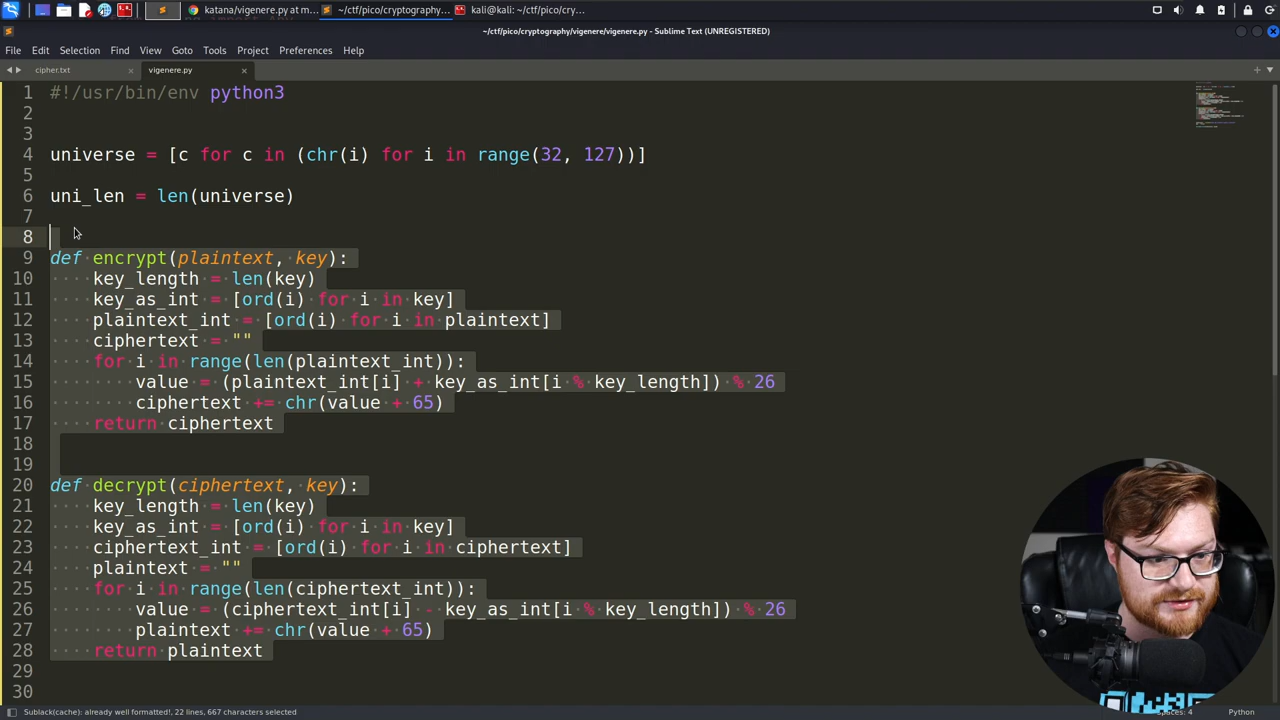 katana/vigenere.py at m...
~/ctf/pico/cryptography...
kali@kali: ~/ctf/pico/cry...
~/ctf/pico/cryptography/vigenere/vigenere.py - Sublime Text (UNREGISTERED)
File Edit Selection Find View Goto Tools Project Preferences Help
cipher.txt vigenere.py
1 #!/usr/bin/env python3
2
3
4 universe = [c for c in (chr(i) for i in range(32, 127))]
5
6 uni_len = len(universe)
7
8
9 def encrypt(plaintext, key):
10 key_length = len(key)
11 key_as_int = [ord(i) for i in key]
12 plaintext_int = [ord(i) for i in plaintext]
13 ciphertext = ""
14 for i in range(len(plaintext_int)):
15 value = (plaintext_int[i] + key_as_int[i % key_length]) % 26
16 ciphertext += chr(value + 65)
17 return ciphertext
18
19
20 def decrypt(ciphertext, key):
21 key_length = len(key)
22 key_as_int = [ord(i) for i in key]
23 ciphertext_int = [ord(i) for i in ciphertext]
24 plaintext = ""
25 for i in range(len(ciphertext_int)):
26 value = (ciphertext_int[i] - key_as_int[i % key_length]) % 26
27 plaintext += chr(value + 65)
28 return plaintext
29
30
Sublack(cache): already well formatted!, 22 lines, 667 characters selected
Spaces: 4 Python